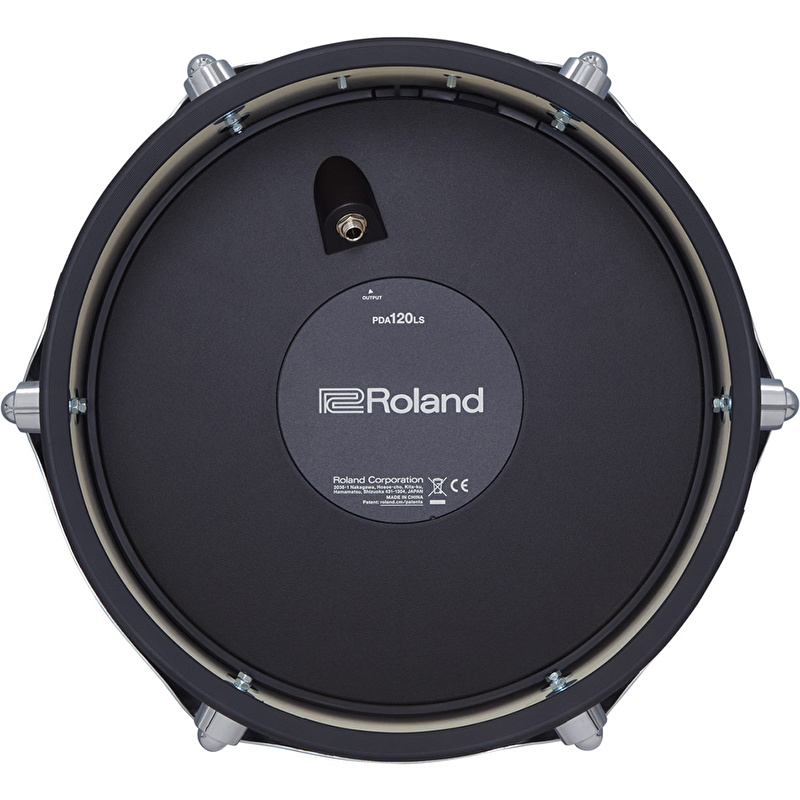 OUTPUT
PDA120LS
Roland
Roland Corporation
2036-1 Nakagawa, Hosoe-cho, Kita-ku,
Hamamatsu, Shizuoka 431-1304, JAPAN
MADE IN CHINA
Patent: roland.cm/patents
CE